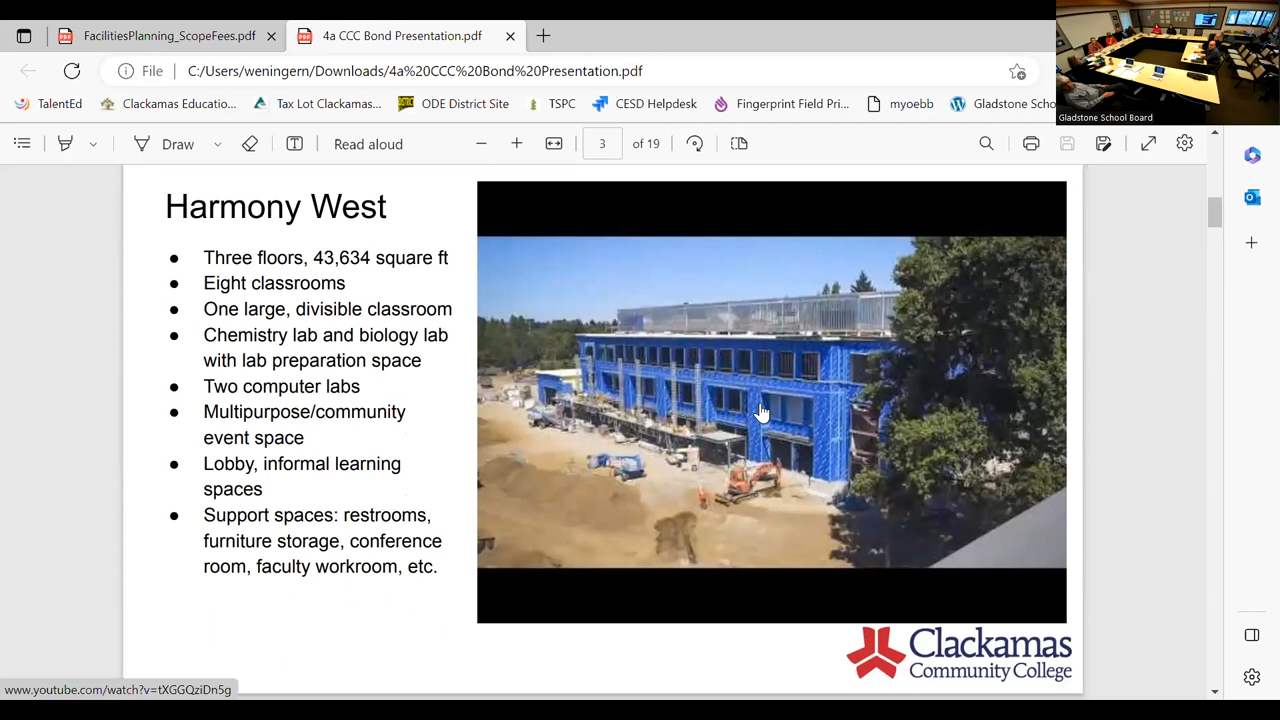 FacilitiesPlanning_ScopeFees.pdf
4a CCC Bond Presentation.pdf
File
C:/Users/weningern/Downloads/4a%20CCC%20Bond%20Presentation.pdf
TalentEd
Clackamas Educatio...
Tax Lot Clackamas...
ODE District Site
TSPC
CESD Helpdesk
Fingerprint Field Pri...
myoebb
Gladstone Scho
Gladstone School Board
Draw
Read aloud
3
of 19
Harmony West
● Three floors, 43,634 square ft
● Eight classrooms
● One large, divisible classroom
● Chemistry lab and biology lab
with lab preparation space
● Two computer labs
● Multipurpose/community
event space
● Lobby, informal learning
spaces
● Support spaces: restrooms,
furniture storage, conference
room, faculty workroom, etc.
Clackamas
Community College
www.youtube.com/watch?v=tXGGQziDn5g